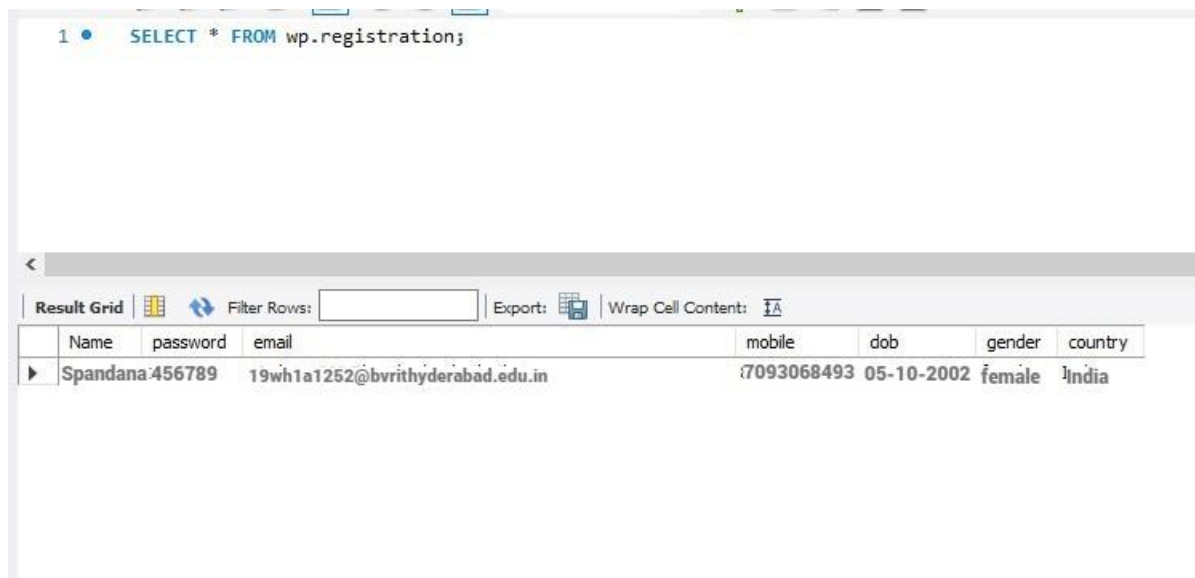 1 SELECT * FROM wp.registration;
Result Grid Filter Rows: Export: Wrap Cell Content:
Name password email mobile dob gender country
Spandana 456789 19wh1a1252@bvrithyderabad.edu.in 7093068493 05-10-2002 female India